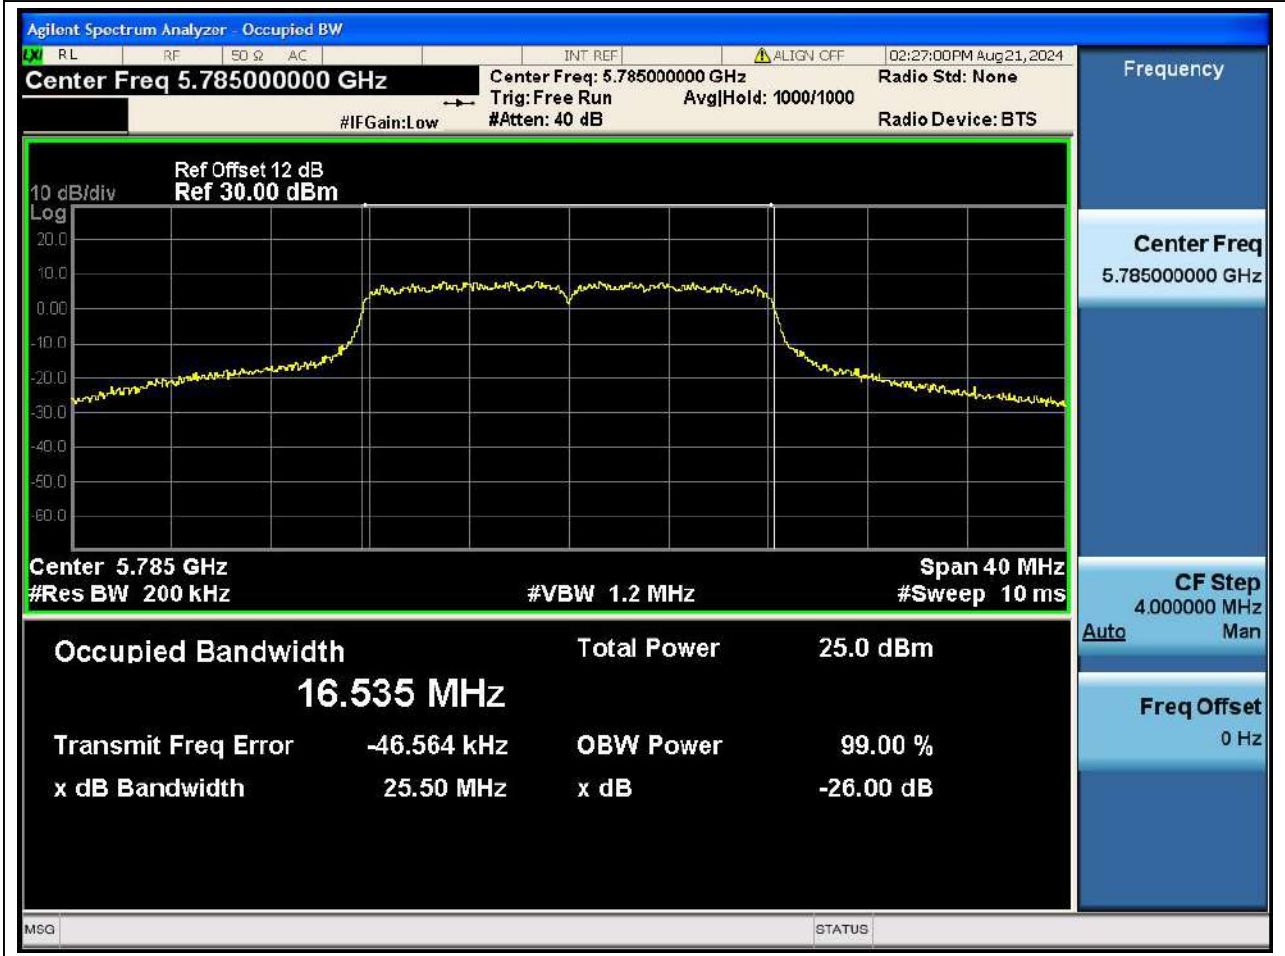 Agilent Spectrum Analyzer - Occupied BW
LXI RL RF 50 Ω AC INT REF ALIGN OFF 02:27:00PM Aug21, 2024
Center Freq 5.785000000 GHz
Center Freq: 5.785000000 GHz
Radio Std: None
Trig: Free Run Avg|Hold: 1000/1000
#IFGain:Low
#Atten: 40 dB
Radio Device: BTS
Ref Offset 12 dB
10 dB/div Ref 30.00 dBm
Log
20.0
10.0
0.00
-10.0
-20.0
-30.0
-40.0
-50.0
-60.0
Center 5.785 GHz Span 40 MHz
#Res BW 200 kHz #VBW 1.2 MHz #Sweep 10 ms
Occupied Bandwidth Total Power 25.0 dBm
16.535 MHz
Transmit Freq Error -46.564 kHz OBW Power 99.00 %
x dB Bandwidth 25.50 MHz x dB -26.00 dB
MSG STATUS
Frequency
Center Freq
5.785000000 GHz
CF Step
4.000000 MHz
Auto Man
Freq Offset
0 Hz